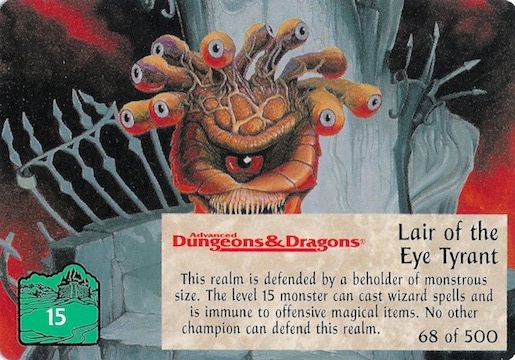 Lair of the
Eye Tyrant
Advanced
Dungeons&Dragons®
This realm is defended by a beholder of monstrous
size. The level 15 monster can cast wizard spells and
is immune to offensive magical items. No other
champion can defend this realm.
68 of 500
15